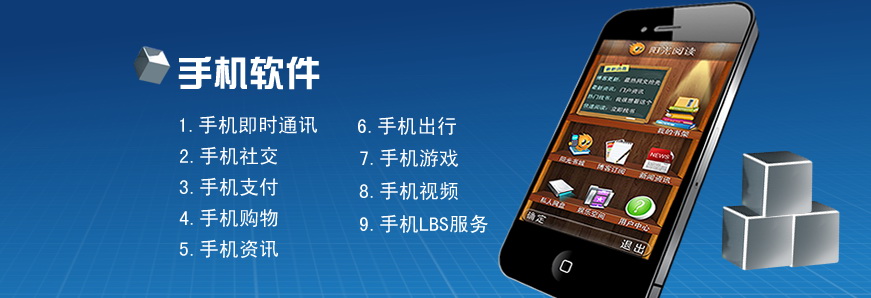 手机软件
1.手机即时通讯
2.手机社交
3.手机支付
4.手机购物
5.手机资讯
6.手机出行
7.手机游戏
8.手机视频
9.手机LBS服务
阳光阅读
我的书架
阳光书城
博客订阅
NEWS
新闻资讯
私人网盘
娱乐空间
用户中心
确定
退出